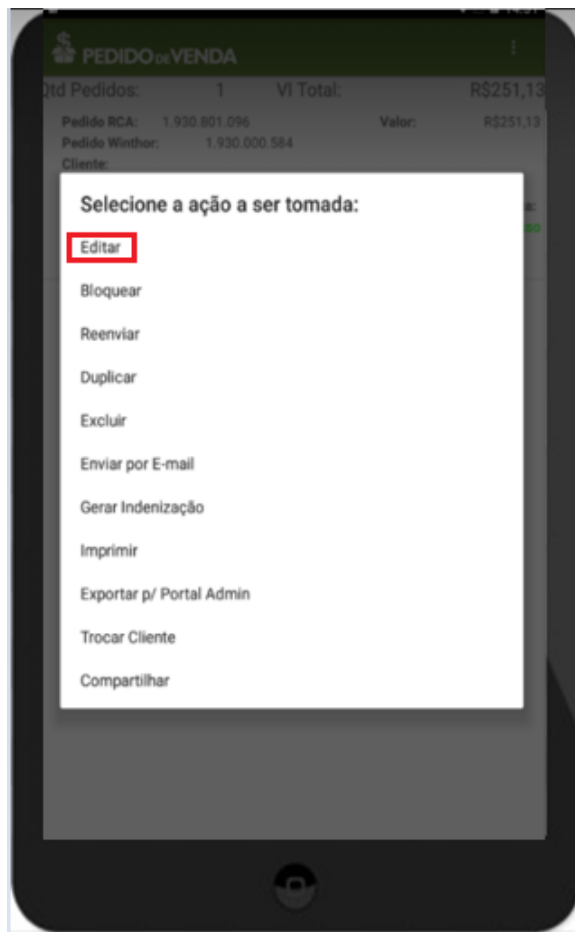 PEDIDO DE VENDA
Qtd Pedidos: 1 Vl Total: R$251,13
Pedido RCA: 1.930.801.096 Valor: R$251,13
Pedido Winthor: 1.930.000.584
Cliente:
Selecione a ação a ser tomada:
Editar
Bloquear
Reenviar
Duplicar
Excluir
Enviar por E-mail
Gerar Indenização
Imprimir
Exportar p/ Portal Admin
Trocar Cliente
Compartilhar